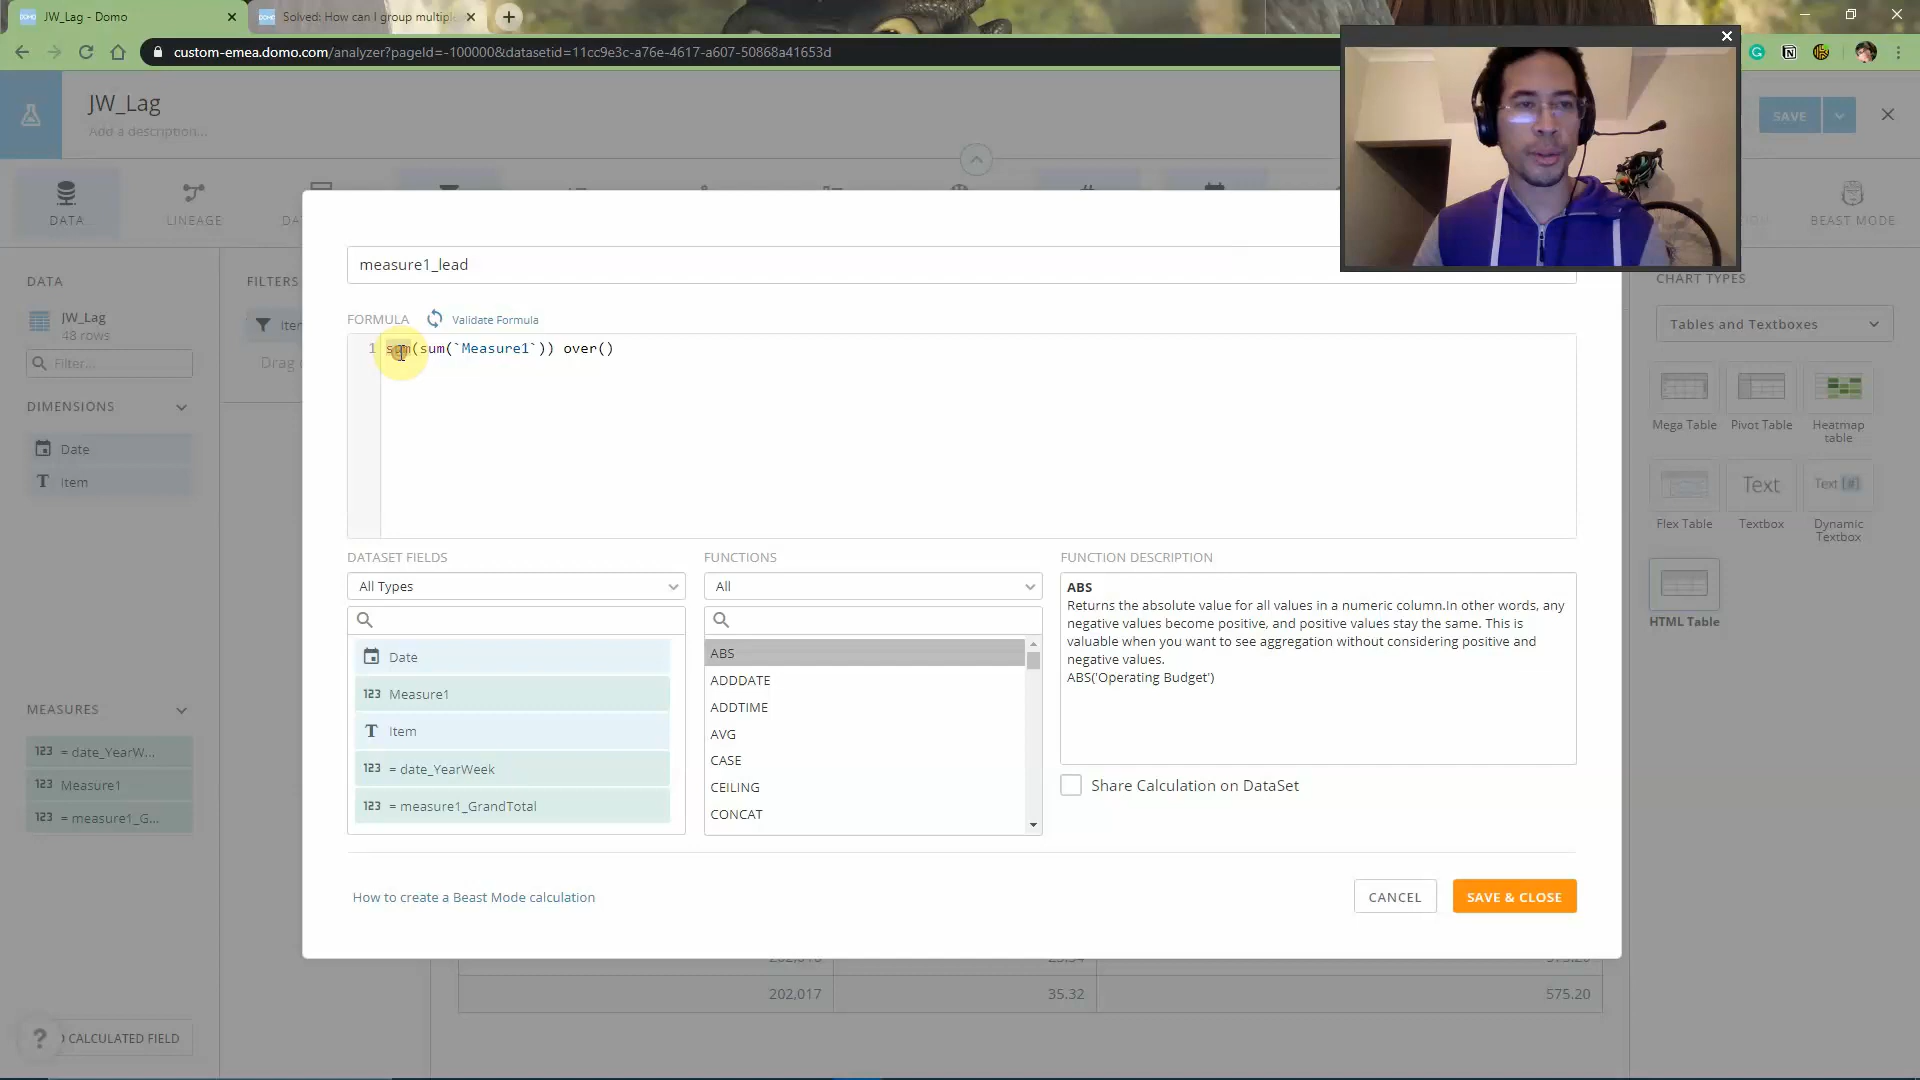 JW_Lag - Domo
Solved: How can I group multiple
custom-emea.domo.com/analyzer?pageId=-100000&datasetid=11cc9e3c-a76e-4617-a607-50868a41653d
JW_Lag
Add a description...
SAVE
DATA
LINEAGE
BEAST MODE
measure1_lead
FORMULA
Validate Formula
1 sum(sum(`Measure1`)) over()
DATA
JW_Lag
48 rows
Filter...
DIMENSIONS
Date
Item
MEASURES
= date_YearW...
Measure1
= measure1_G...
CALCULATED FIELD
FILTERS
DATASET FIELDS
All Types
Date
Measure1
Item
= date_YearWeek
= measure1_GrandTotal
FUNCTIONS
All
ABS
ADDDATE
ADDTIME
AVG
CASE
CEILING
CONCAT
FUNCTION DESCRIPTION
ABS
Returns the absolute value for all values in a numeric column.In other words, any
negative values become positive, and positive values stay the same. This is
valuable when you want to see aggregation without considering positive and
negative values.
ABS('Operating Budget')
Share Calculation on DataSet
How to create a Beast Mode calculation
CANCEL
SAVE & CLOSE
202,017
35.32
575.20
CHART TYPES
Tables and Textboxes
Mega Table
Pivot Table
Heatmap
table
Text
Text [#]
Flex Table
Textbox
Dynamic
Textbox
HTML Table